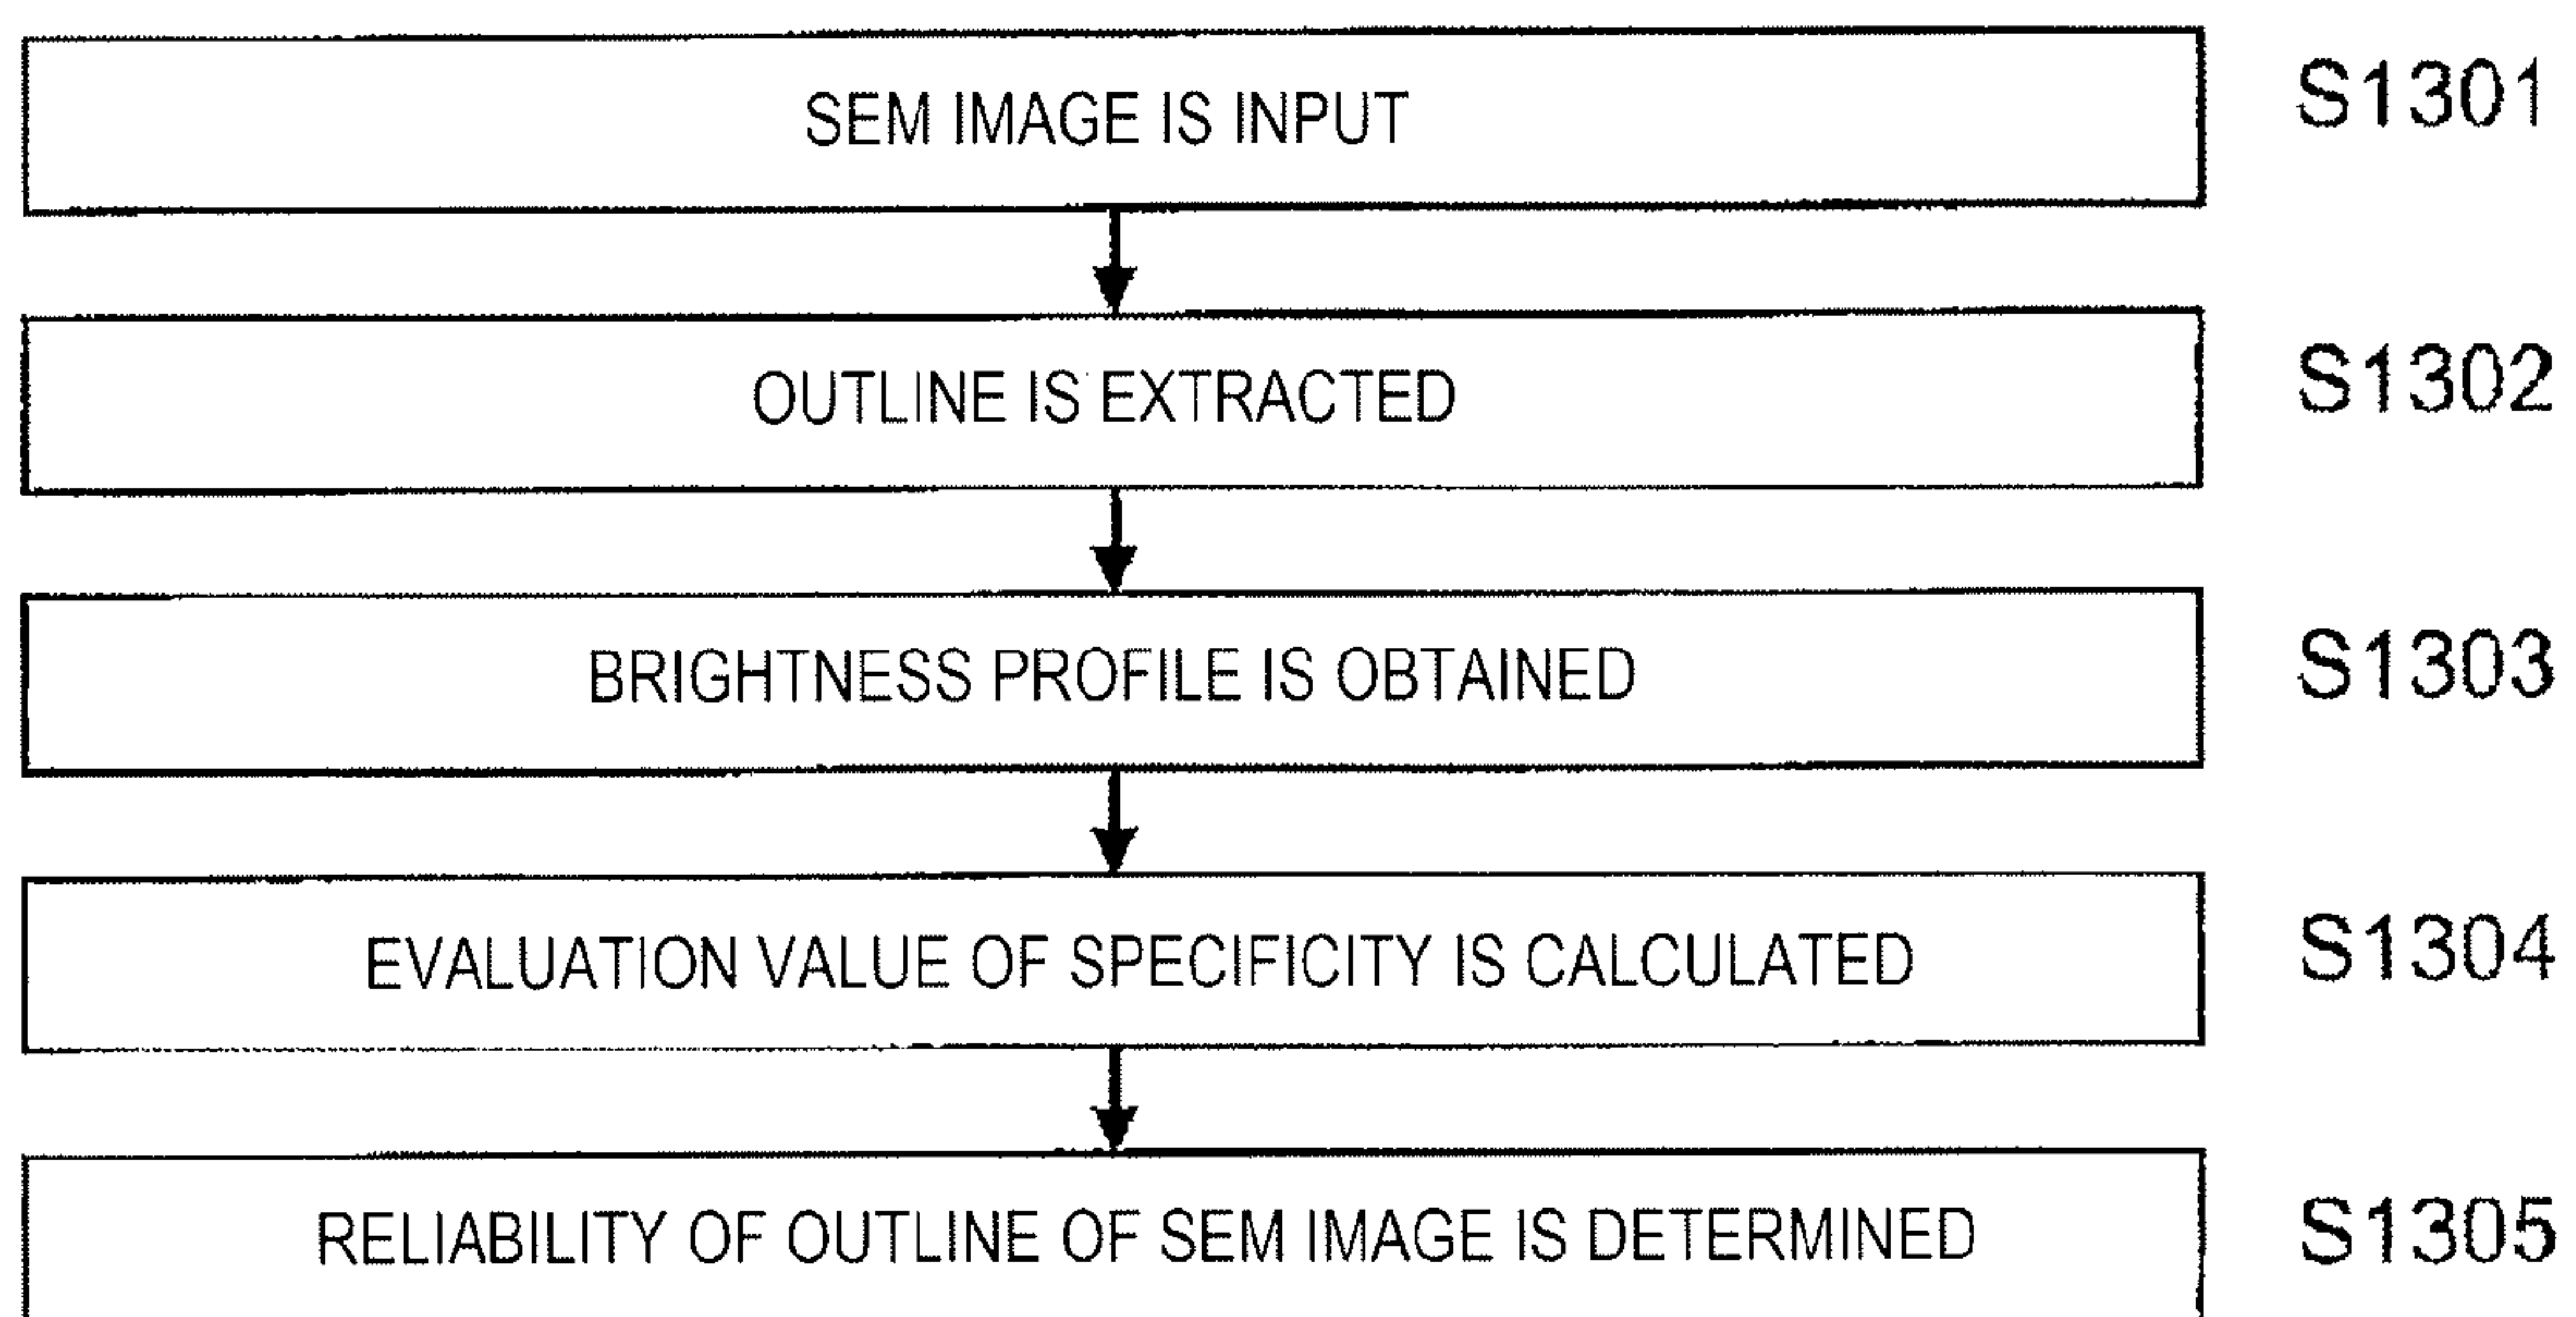 SEM IMAGE IS INPUT S1301
OUTLINE IS EXTRACTED S1302
BRIGHTNESS PROFILE IS OBTAINED S1303
EVALUATION VALUE OF SPECIFICITY IS CALCULATED S1304
RELIABILITY OF OUTLINE OF SEM IMAGE IS DETERMINED S1305